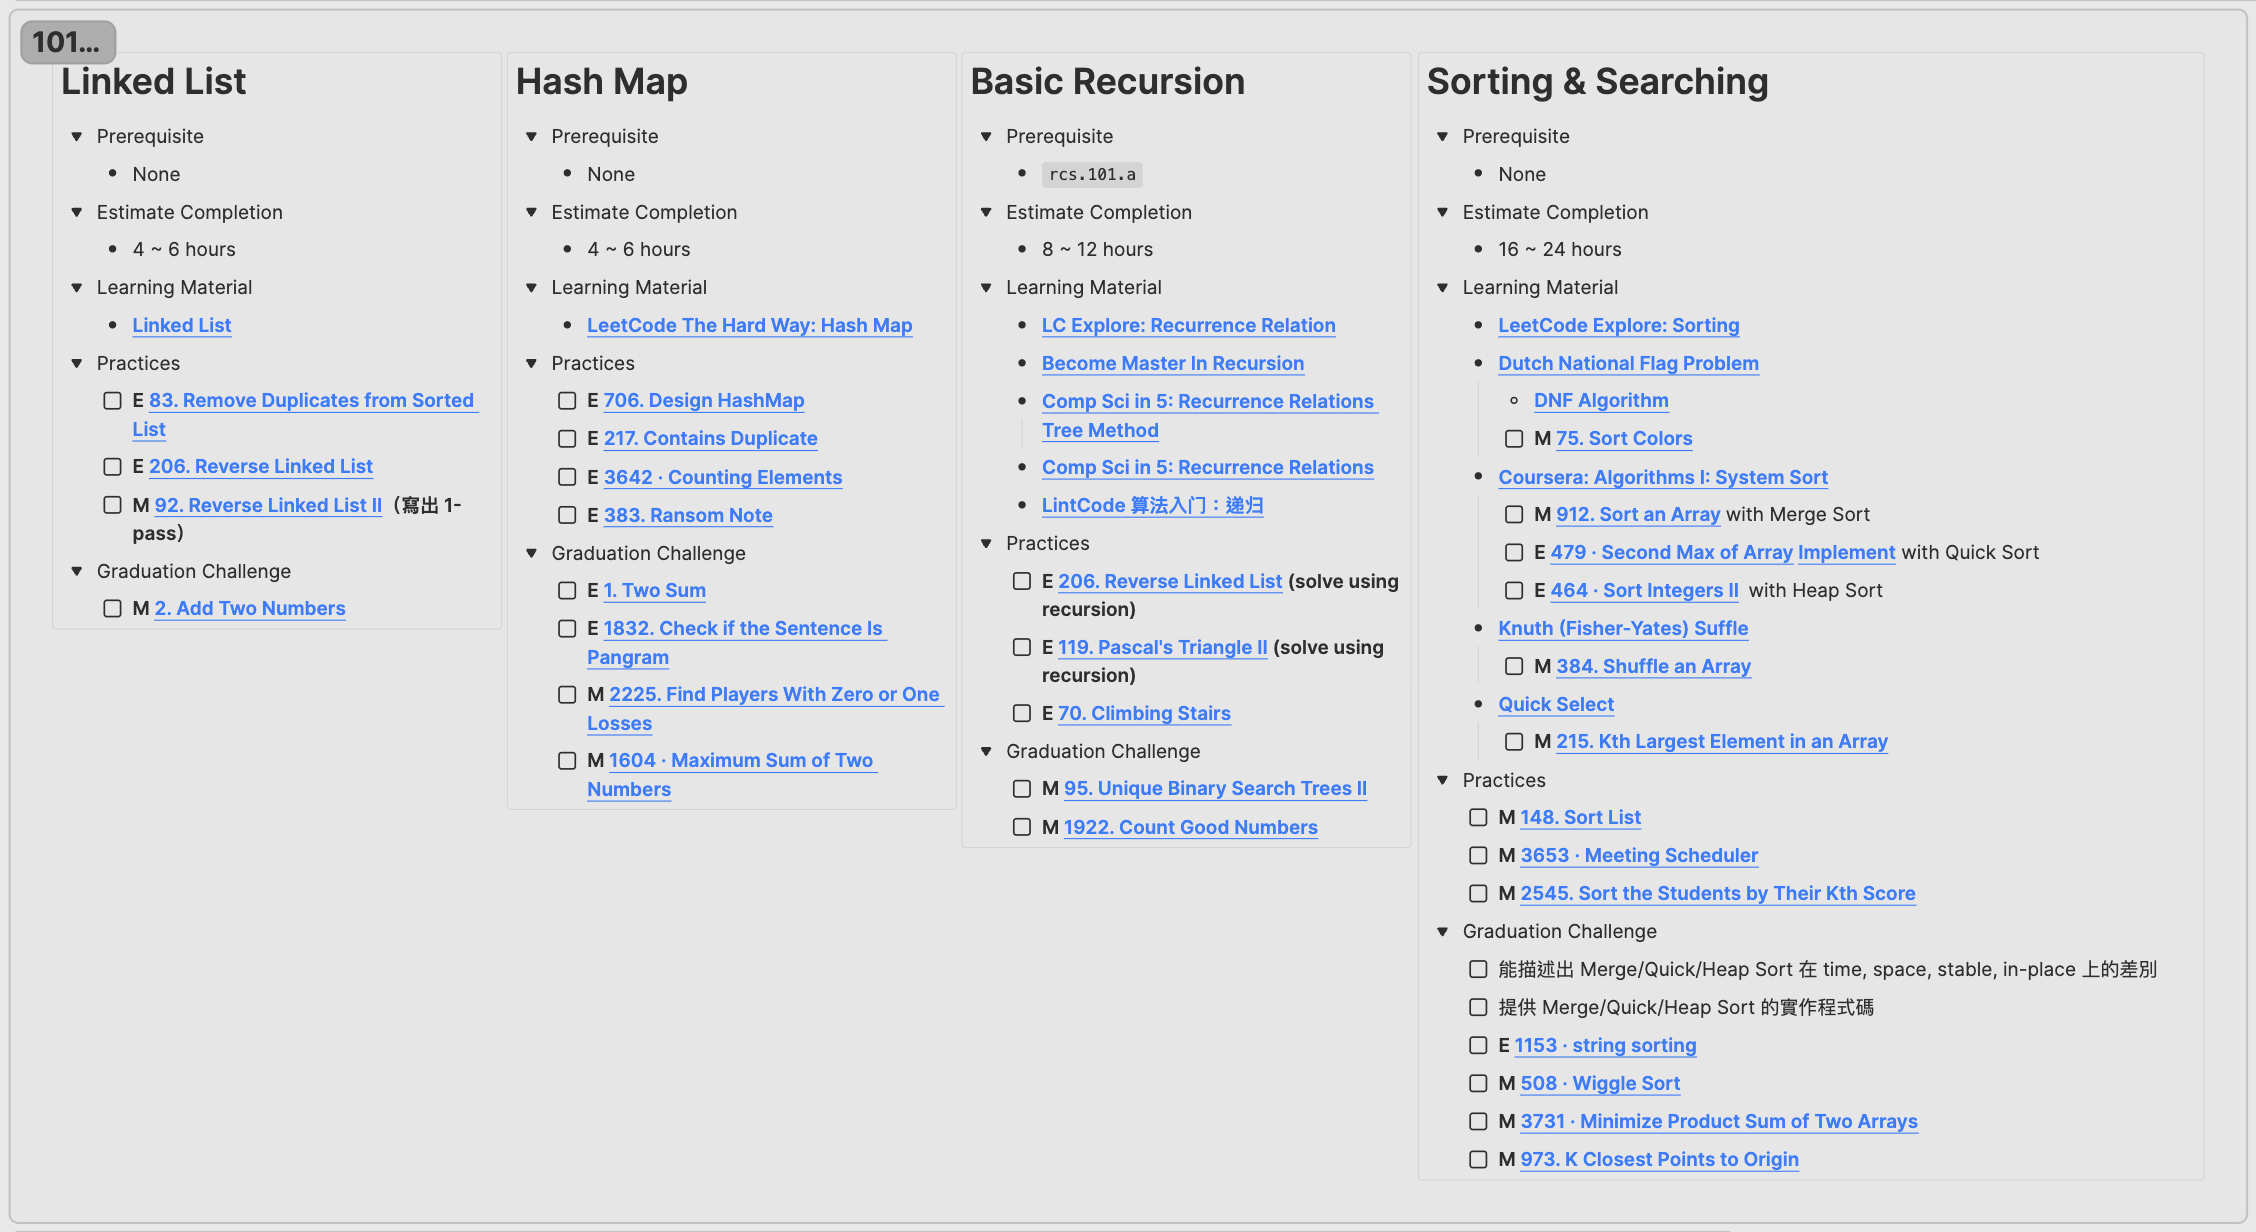 101...
Linked List
Prerequisite
None
Estimate Completion
4 ~ 6 hours
Learning Material
Linked List
Practices
E 83. Remove Duplicates from Sorted
List
E 206. Reverse Linked List
M 92. Reverse Linked List II（寫出 1-
pass）
Graduation Challenge
M 2. Add Two Numbers
Hash Map
Prerequisite
None
Estimate Completion
4 ~ 6 hours
Learning Material
LeetCode The Hard Way: Hash Map
Practices
E 706. Design HashMap
E 217. Contains Duplicate
E 3642 · Counting Elements
E 383. Ransom Note
Graduation Challenge
E 1. Two Sum
E 1832. Check if the Sentence Is
Pangram
M 2225. Find Players With Zero or One
Losses
M 1604 · Maximum Sum of Two
Numbers
Basic Recursion
Prerequisite
rcs.101.a
Estimate Completion
8 ~ 12 hours
Learning Material
LC Explore: Recurrence Relation
Become Master In Recursion
Comp Sci in 5: Recurrence Relations
Tree Method
Comp Sci in 5: Recurrence Relations
LintCode 算法入门：递归
Practices
E 206. Reverse Linked List (solve using
recursion)
E 119. Pascal's Triangle II (solve using
recursion)
E 70. Climbing Stairs
Graduation Challenge
M 95. Unique Binary Search Trees II
M 1922. Count Good Numbers
Sorting & Searching
Prerequisite
None
Estimate Completion
16 ~ 24 hours
Learning Material
LeetCode Explore: Sorting
Dutch National Flag Problem
DNF Algorithm
M 75. Sort Colors
Coursera: Algorithms I: System Sort
M 912. Sort an Array with Merge Sort
E 479 · Second Max of Array Implement with Quick Sort
E 464 · Sort Integers II with Heap Sort
Knuth (Fisher-Yates) Suffle
M 384. Shuffle an Array
Quick Select
M 215. Kth Largest Element in an Array
Practices
M 148. Sort List
M 3653 · Meeting Scheduler
M 2545. Sort the Students by Their Kth Score
Graduation Challenge
能描述出 Merge/Quick/Heap Sort 在 time, space, stable, in-place 上的差別
提供 Merge/Quick/Heap Sort 的實作程式碼
E 1153 · string sorting
M 508 · Wiggle Sort
M 3731 · Minimize Product Sum of Two Arrays
M 973. K Closest Points to Origin